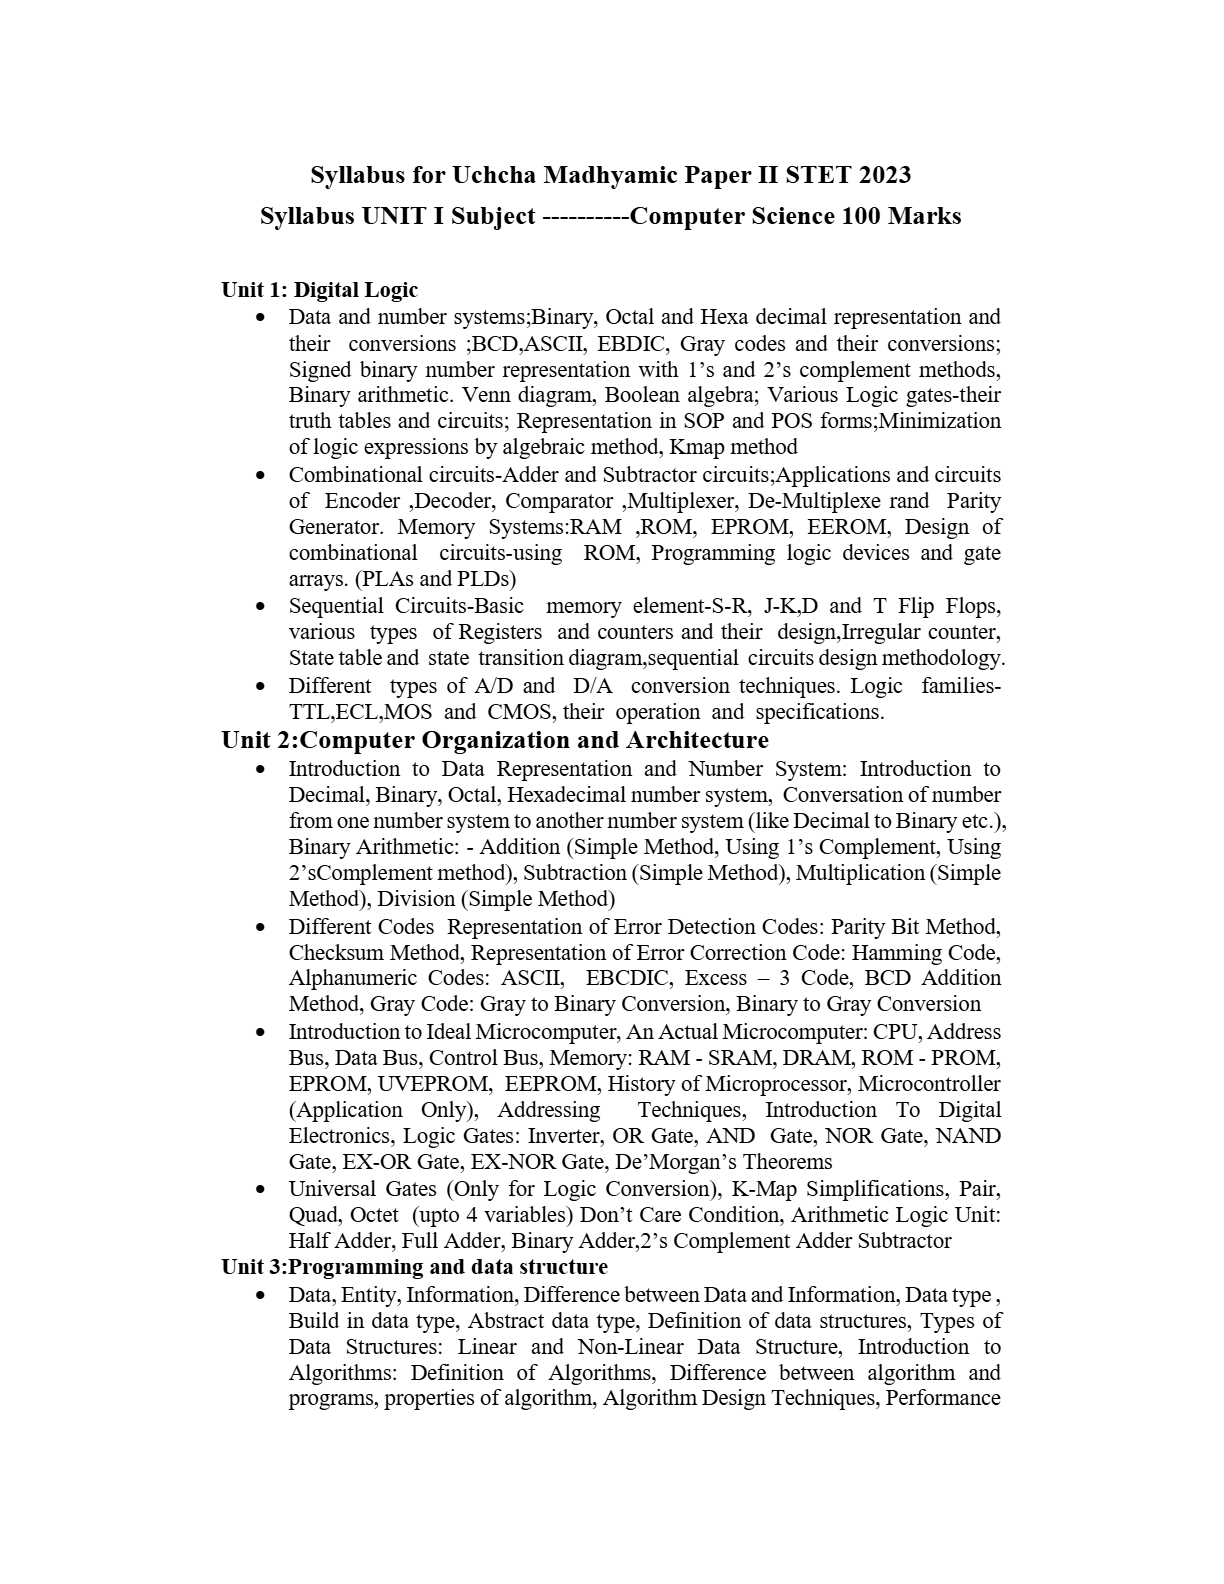 Syllabus for Uchcha Madhyamic Paper II STET 2023
Syllabus UNIT I Subject ----------Computer Science 100 Marks
Unit 1: Digital Logic
• Data and number systems;Binary, Octal and Hexa decimal representation and
their conversions ;BCD,ASCII, EBDIC, Gray codes and their conversions;
Signed binary number representation with 1’s and 2’s complement methods,
Binary arithmetic. Venn diagram, Boolean algebra; Various Logic gates-their
truth tables and circuits; Representation in SOP and POS forms;Minimization
of logic expressions by algebraic method, Kmap method
• Combinational circuits-Adder and Subtractor circuits;Applications and circuits
of Encoder ,Decoder, Comparator ,Multiplexer, De-Multiplexe rand Parity
Generator. Memory Systems:RAM ,ROM, EPROM, EEROM, Design of
combinational circuits-using ROM, Programming logic devices and gate
arrays. (PLAs and PLDs)
• Sequential Circuits-Basic memory element-S-R, J-K,D and T Flip Flops,
various types of Registers and counters and their design,Irregular counter,
State table and state transition diagram,sequential circuits design methodology.
• Different types of A/D and D/A conversion techniques. Logic families-
TTL,ECL,MOS and CMOS, their operation and specifications.
Unit 2:Computer Organization and Architecture
• Introduction to Data Representation and Number System: Introduction to
Decimal, Binary, Octal, Hexadecimal number system, Conversation of number
from one number system to another number system (like Decimal to Binary etc.),
Binary Arithmetic: - Addition (Simple Method, Using 1’s Complement, Using
2’sComplement method), Subtraction (Simple Method), Multiplication (Simple
Method), Division (Simple Method)
• Different Codes Representation of Error Detection Codes: Parity Bit Method,
Checksum Method, Representation of Error Correction Code: Hamming Code,
Alphanumeric Codes: ASCII, EBCDIC, Excess – 3 Code, BCD Addition
Method, Gray Code: Gray to Binary Conversion, Binary to Gray Conversion
• Introduction to Ideal Microcomputer, An Actual Microcomputer: CPU, Address
Bus, Data Bus, Control Bus, Memory: RAM - SRAM, DRAM, ROM - PROM,
EPROM, UVEPROM, EEPROM, History of Microprocessor, Microcontroller
(Application Only), Addressing Techniques, Introduction To Digital
Electronics, Logic Gates: Inverter, OR Gate, AND Gate, NOR Gate, NAND
Gate, EX-OR Gate, EX-NOR Gate, De’Morgan’s Theorems
• Universal Gates (Only for Logic Conversion), K-Map Simplifications, Pair,
Quad, Octet (upto 4 variables) Don’t Care Condition, Arithmetic Logic Unit:
Half Adder, Full Adder, Binary Adder,2’s Complement Adder Subtractor
Unit 3:Programming and data structure
• Data, Entity, Information, Difference between Data and Information, Data type ,
Build in data type, Abstract data type, Definition of data structures, Types of
Data Structures: Linear and Non-Linear Data Structure, Introduction to
Algorithms: Definition of Algorithms, Difference between algorithm and
programs, properties of algorithm, Algorithm Design Techniques, Performance